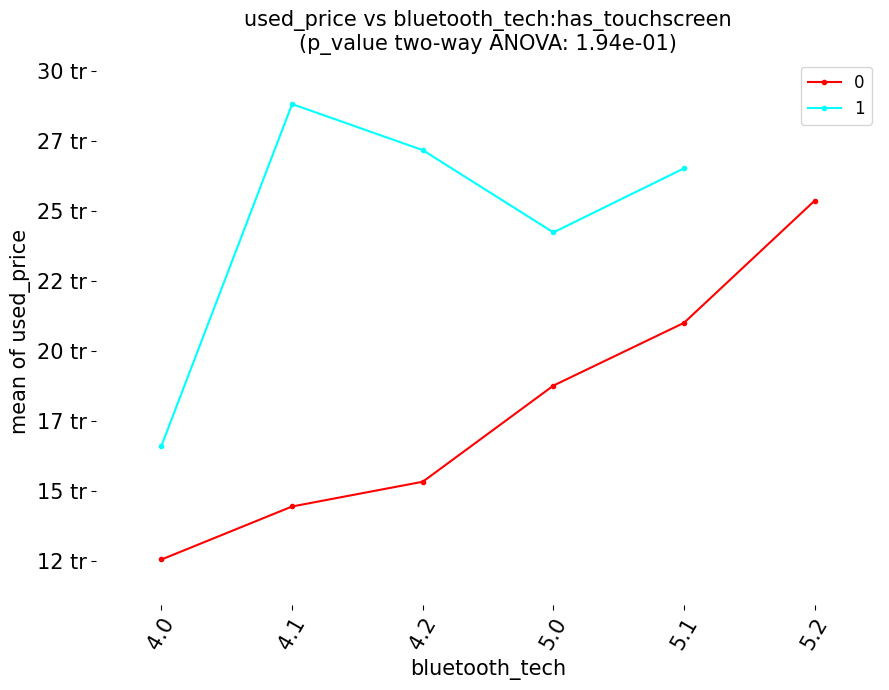 used_price vs bluetooth_tech:has_touchscreen
(p_value two-way ANOVA: 1.94e-01)
0
1
mean of used_price
30 tr
27 tr
25 tr
22 tr
20 tr
17 tr
15 tr
12 tr
4.0
4.1
4.2
5.0
5.1
5.2
bluetooth_tech